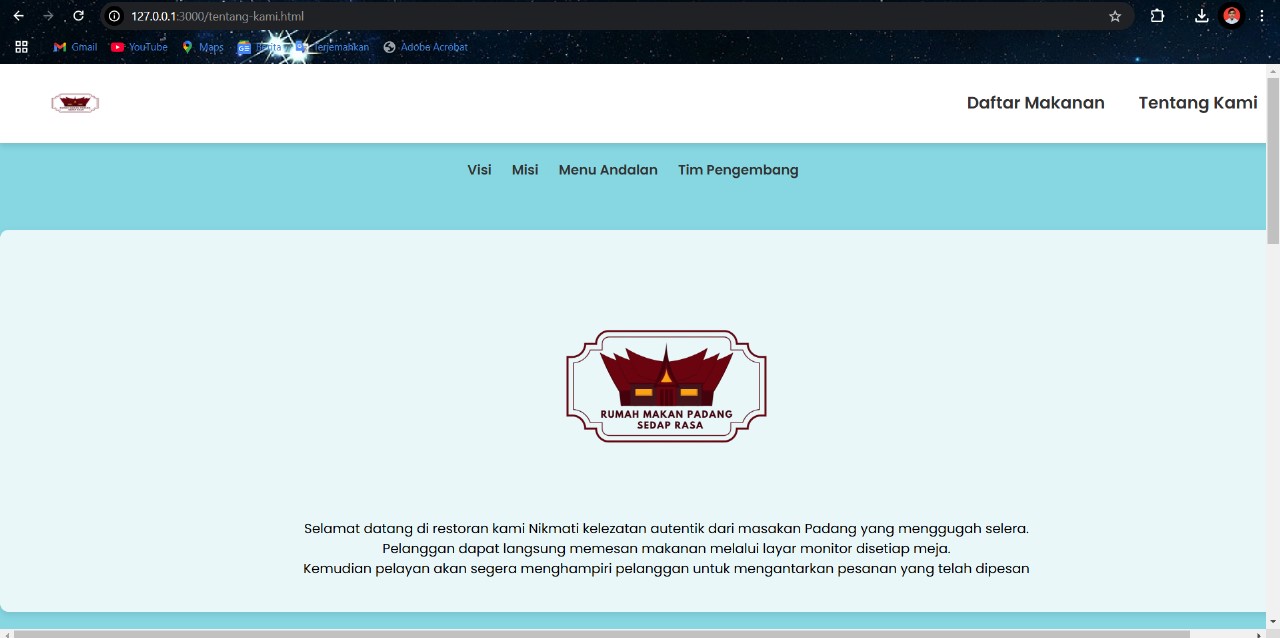 127.0.0.1:3000/tentang-kami.html
Gmail
YouTube
Maps
Berita
Terjemahkan
Adobe Acrobat
Daftar Makanan
Tentang Kami
Visi
Misi
Menu Andalan
Tim Pengembang
RUMAH MAKAN PADANG
SEDAP RASA
Selamat datang di restoran kami Nikmati kelezatan autentik dari masakan Padang yang menggugah selera.
Pelanggan dapat langsung memesan makanan melalui layar monitor disetiap meja.
Kemudian pelayan akan segera menghampiri pelanggan untuk mengantarkan pesanan yang telah dipesan